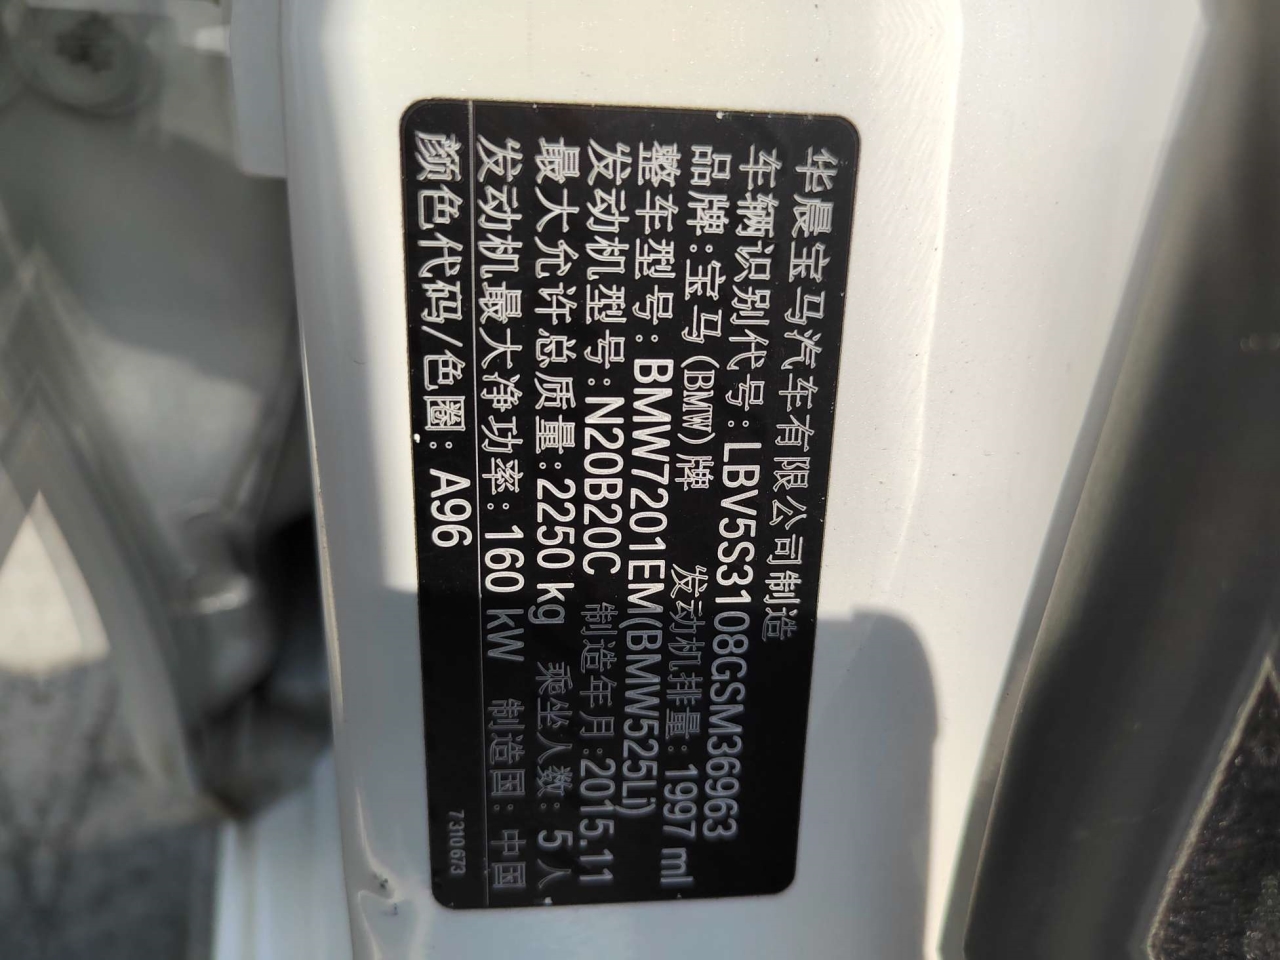 华晨宝马汽车有限公司制造
车辆识别代号:LBV5S3108GSM36963
品牌:宝马(BMW)牌 发动机排量:1997 ml
整车型号:BMW7201EM(BMW525Li)
发动机型号:N20B20C 制造年月:2015.11
最大允许总质量:2250 kg 乘坐人数:5人
发动机最大净功率:160 kW 制造国:中国
颜色代码/色圈:A96
7310673